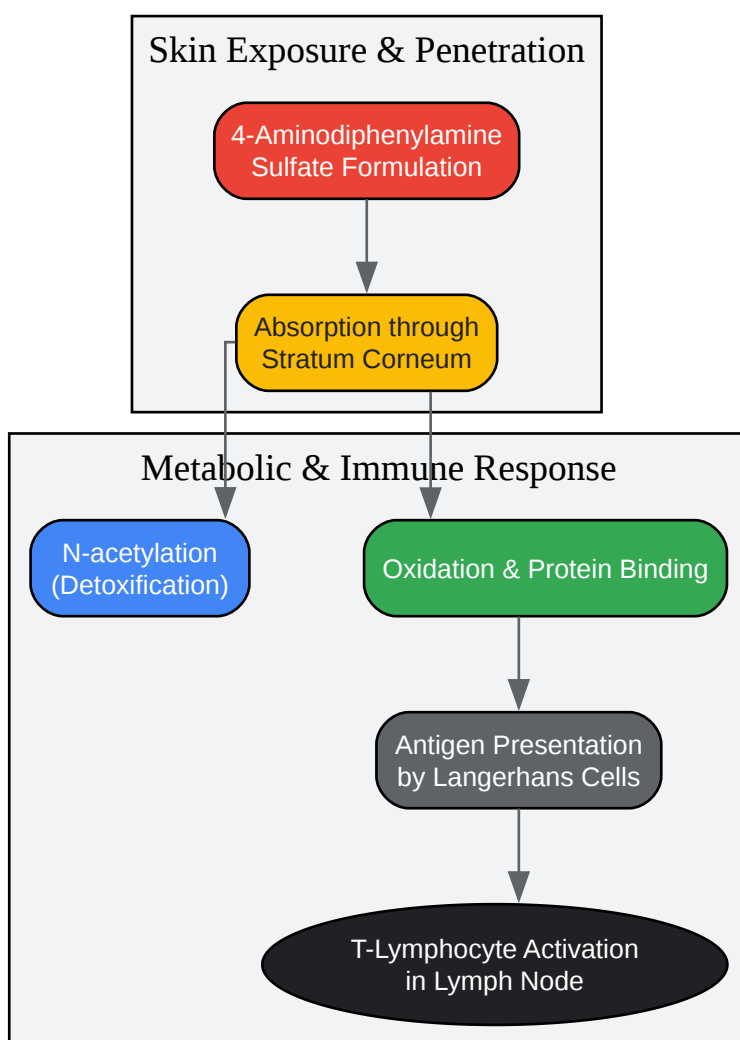 Skin Exposure & Penetration
4-Aminodiphenylamine
Sulfate Formulation
Absorption through
Stratum Corneum
Metabolic & Immune Response
N-acetylation
(Detoxification)
Oxidation & Protein Binding
Antigen Presentation
by Langerhans Cells
T-Lymphocyte Activation
in Lymph Node